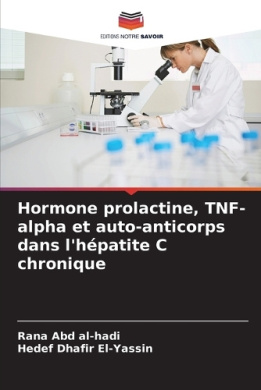 EDITIONS NOTRE SAVOIR
Hormone prolactine, TNF-
alpha et auto-anticorps
dans l'hépatite C
chronique
Rana Abd al-hadi
Hedef Dhafir El-Yassin